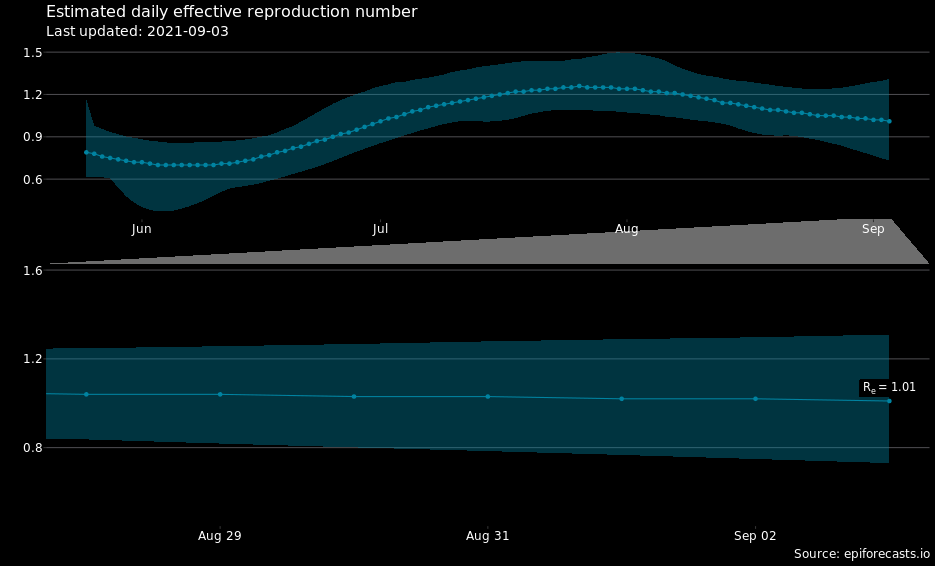 Estimated daily effective reproduction number
Last updated: 2021-09-03
1.5
1.2
0.9
0.6
Jun Jul Aug Sep
1.6
1.2
Re = 1.01
0.8
Aug 29 Aug 31 Sep 02
Source: epiforecasts.io